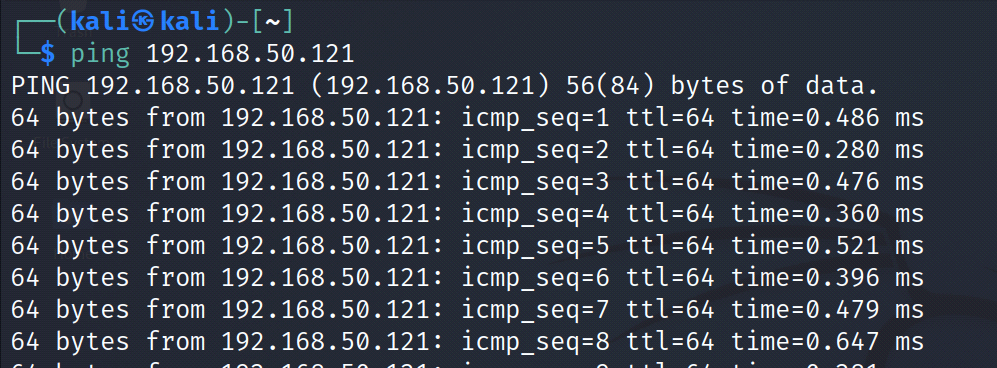 ┌──(kali㉿kali)-[~]
└─$ ping 192.168.50.121
PING 192.168.50.121 (192.168.50.121) 56(84) bytes of data.
64 bytes from 192.168.50.121: icmp_seq=1 ttl=64 time=0.486 ms
64 bytes from 192.168.50.121: icmp_seq=2 ttl=64 time=0.280 ms
64 bytes from 192.168.50.121: icmp_seq=3 ttl=64 time=0.476 ms
64 bytes from 192.168.50.121: icmp_seq=4 ttl=64 time=0.360 ms
64 bytes from 192.168.50.121: icmp_seq=5 ttl=64 time=0.521 ms
64 bytes from 192.168.50.121: icmp_seq=6 ttl=64 time=0.396 ms
64 bytes from 192.168.50.121: icmp_seq=7 ttl=64 time=0.479 ms
64 bytes from 192.168.50.121: icmp_seq=8 ttl=64 time=0.647 ms